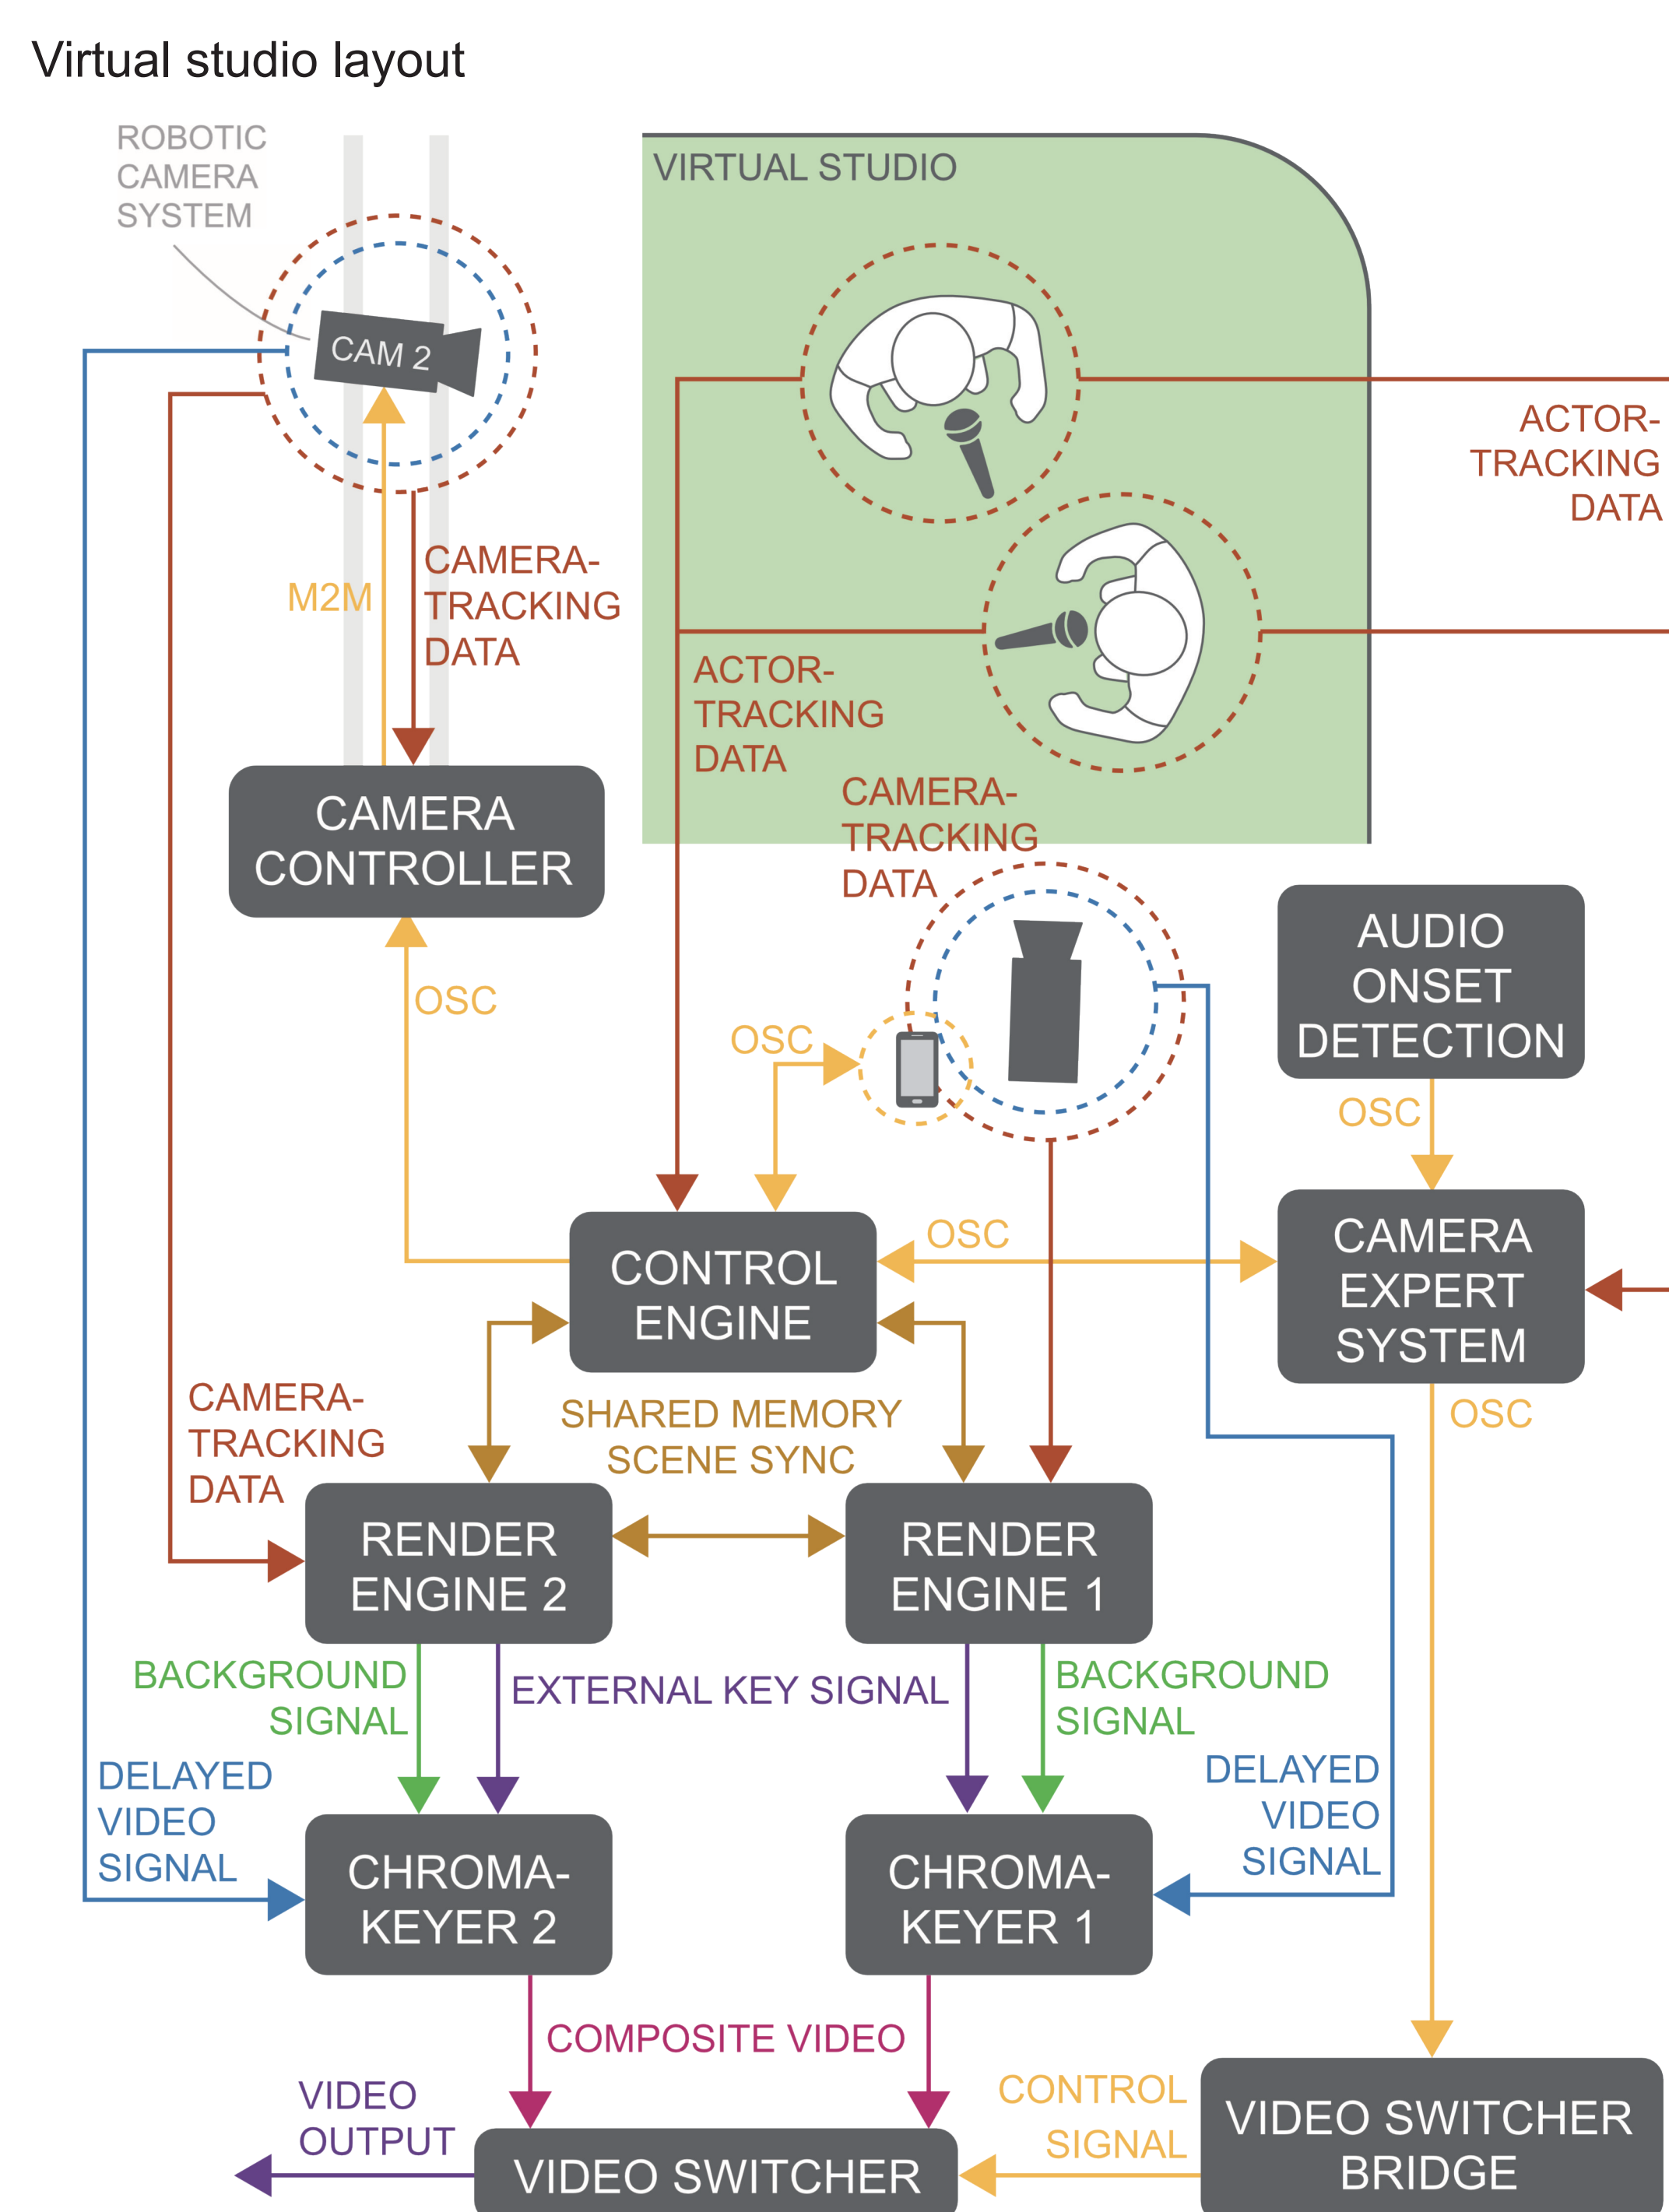 Virtual studio layout
ROBOTIC
CAMERA
SYSTEM
VIRTUAL STUDIO
CAM 2
ACTOR-
TRACKING
DATA
M2M
CAMERA-
TRACKING
DATA
ACTOR-
TRACKING
DATA
CAMERA-
TRACKING
DATA
CAMERA
CONTROLLER
AUDIO
ONSET
DETECTION
OSC
OSC
OSC
CAMERA
EXPERT
SYSTEM
OSC
CONTROL
ENGINE
OSC
CAMERA-
TRACKING
DATA
SHARED MEMORY
SCENE SYNC
RENDER
ENGINE 2
RENDER
ENGINE 1
BACKGROUND
SIGNAL
EXTERNAL KEY SIGNAL
BACKGROUND
SIGNAL
DELAYED
VIDEO
SIGNAL
DELAYED
VIDEO
SIGNAL
CHROMA-
KEYER 2
CHROMA-
KEYER 1
COMPOSITE VIDEO
VIDEO
OUTPUT
CONTROL
SIGNAL
VIDEO SWITCHER
VIDEO SWITCHER
BRIDGE